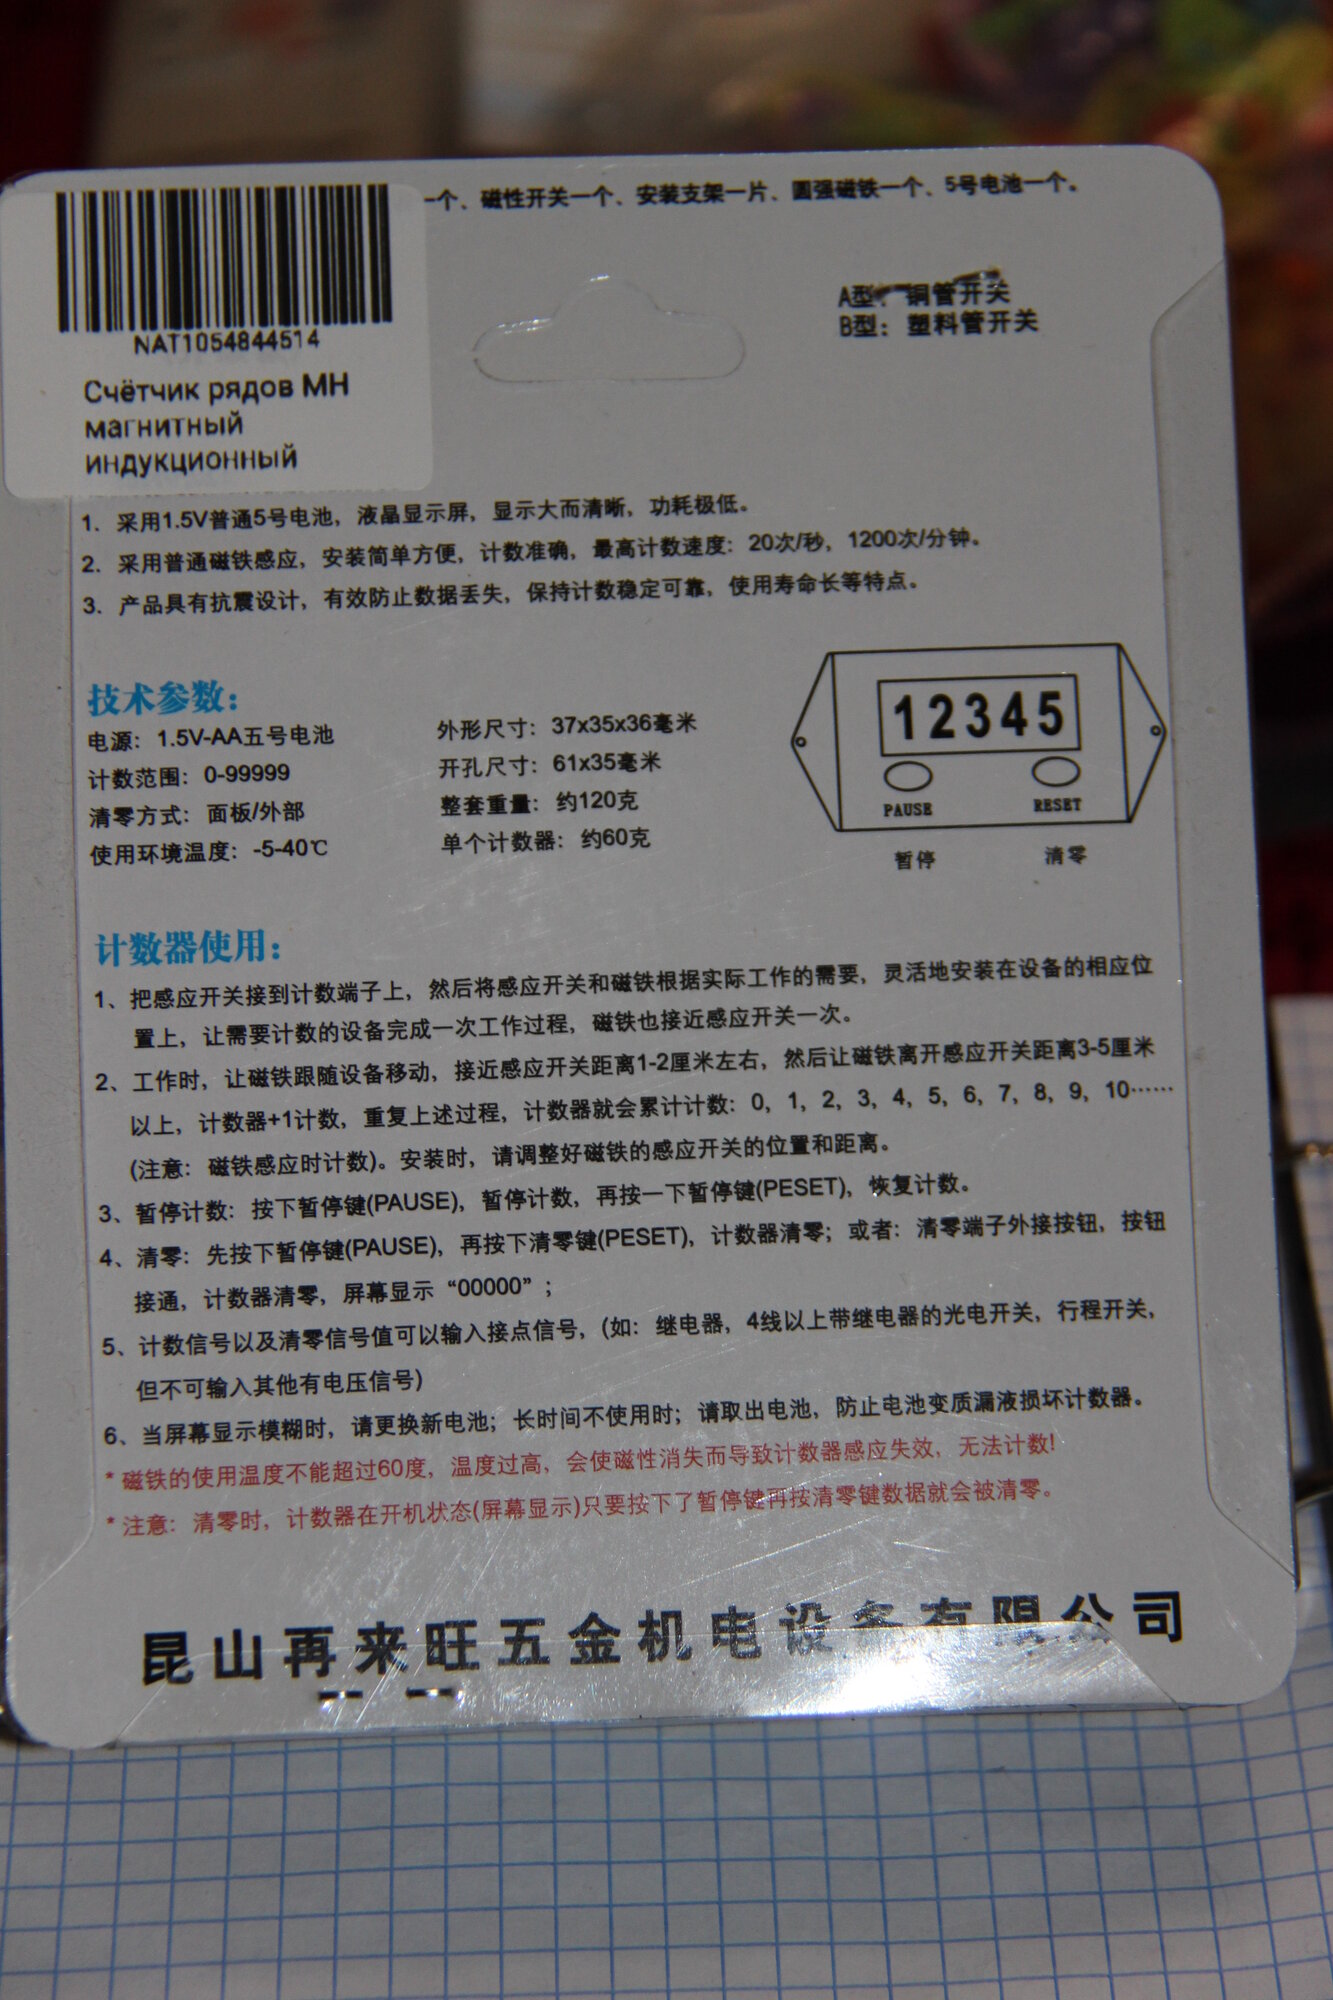 一个、磁性开关一个、安装支架一片、圆强磁铁一个、5号电池一个。
NAT1054844514
Счётчик рядов МН
магнитный
индукционный
A型：铜管开关
B型：塑料管开关
1. 采用1.5V普通5号电池，液晶显示屏，显示大而清晰，功耗极低。
2. 采用普通磁铁感应，安装简单方便，计数准确，最高计数速度：20次/秒，1200次/分钟。
3. 产品具有抗震设计，有效防止数据丢失，保持计数稳定可靠，使用寿命长等特点。
技术参数：
电源：1.5V-AA五号电池
计数范围：0-99999
清零方式：面板/外部
使用环境温度：-5-40℃
外形尺寸：37x35x36毫米
开孔尺寸：61x35毫米
整套重量：约120克
单个计数器：约60克
12345
PAUSE RESET
暂停 清零
计数器使用：
1、把感应开关接到计数端子上，然后将感应开关和磁铁根据实际工作的需要，灵活地安装在设备的相应位
置上，让需要计数的设备完成一次工作过程，磁铁也接近感应开关一次。
2、工作时，让磁铁跟随设备移动，接近感应开关距离1-2厘米左右，然后让磁铁离开感应开关距离3-5厘米
以上，计数器+1计数，重复上述过程，计数器就会累计计数：0，1，2，3，4，5，6，7，8，9，10……
(注意：磁铁感应时计数)。安装时，请调整好磁铁的感应开关的位置和距离。
3、暂停计数：按下暂停键(PAUSE)，暂停计数，再按一下暂停键(PESET)，恢复计数。
4、清零：先按下暂停键(PAUSE)，再按下清零键(PESET)，计数器清零；或者：清零端子外接按钮，按钮
接通，计数器清零，屏幕显示“00000”；
5、计数信号以及清零信号值可以输入接点信号，(如：继电器，4线以上带继电器的光电开关，行程开关，
但不可输入其他有电压信号)
6、当屏幕显示模糊时，请更换新电池；长时间不使用时；请取出电池，防止电池变质漏液损坏计数器。
* 磁铁的使用温度不能超过60度，温度过高，会使磁性消失而导致计数器感应失效，无法计数!
* 注意：清零时，计数器在开机状态(屏幕显示)只要按下了暂停键再按清零键数据就会被清零。
昆山再来旺五金机电设备有限公司